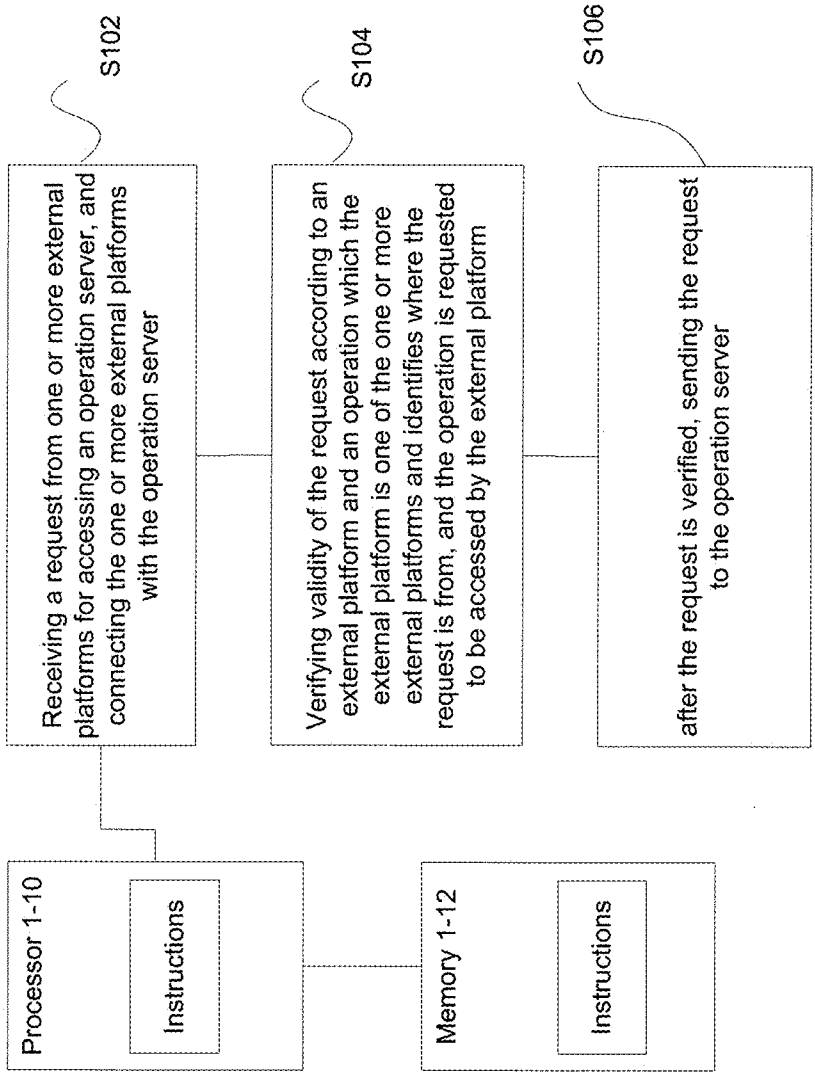 Processor 1-10
Instructions
Memory 1-12
Instructions
Receiving a request from one or more external
platforms for accessing an operation server, and
connecting the one or more external platforms
with the operation server
S102
Verifying validity of the request according to an
external platform and an operation which the
external platform is one of the one or more
external platforms and identifies where the
request is from, and the operation is requested
to be accessed by the external platform
S104
after the request is verified, sending the request
to the operation server
S106